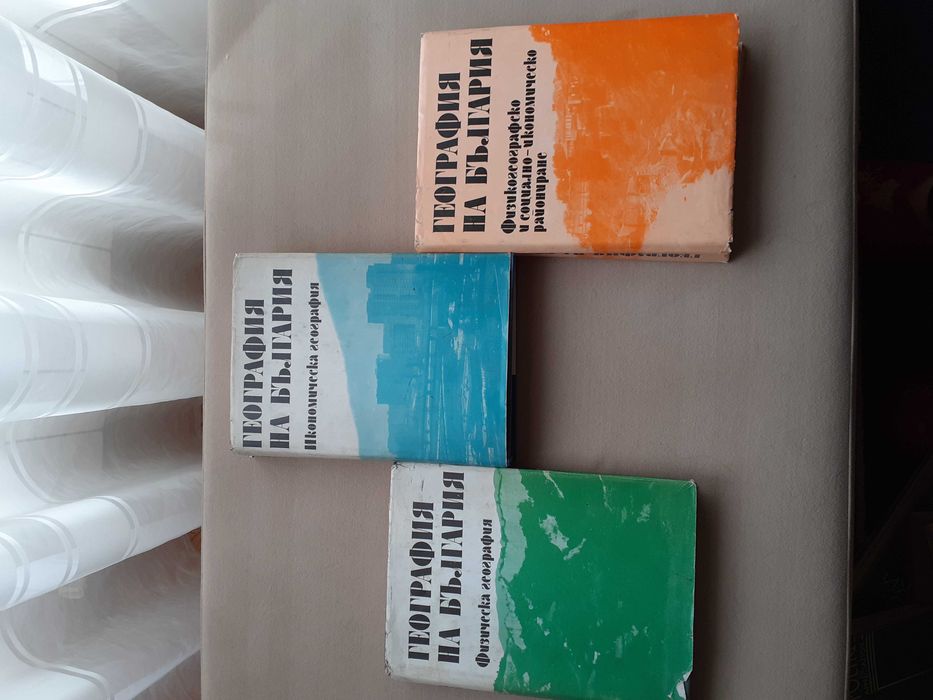 ГЕОГРАФИЯ
НА БЪЛГАРИЯ
Физическа география
ГЕОГРАФИЯ
НА БЪЛГАРИЯ
Икономическа география
ГЕОГРАФИЯ
НА БЪЛГАРИЯ
Физикогеографско
и социално-икономическо
райониране